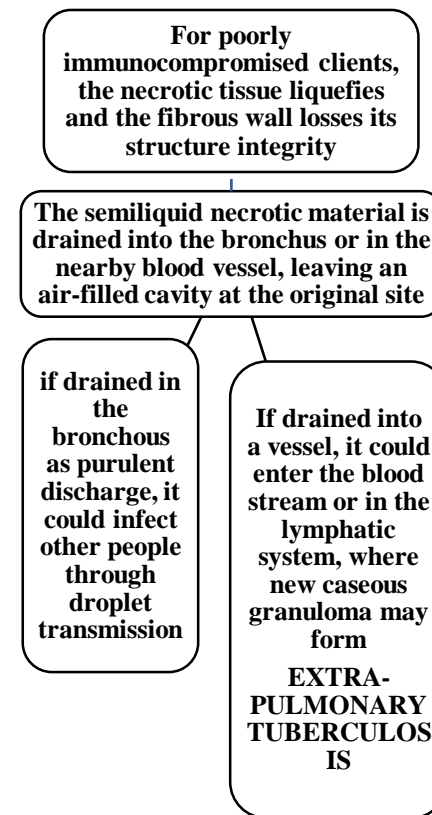 For poorly
immunocompromised clients,
the necrotic tissue liquefies
and the fibrous wall losses its
structure integrity
The semiliquid necrotic material is
drained into the bronchus or in the
nearby blood vessel, leaving an
air-filled cavity at the original site
if drained in
the
bronchous
as purulent
discharge, it
could infect
other people
through
droplet
transmission
If drained into
a vessel, it could
enter the blood
stream or in the
lymphatic
system, where
new caseous
granuloma may
form
EXTRA-
PULMONARY
TUBERCULOS
IS